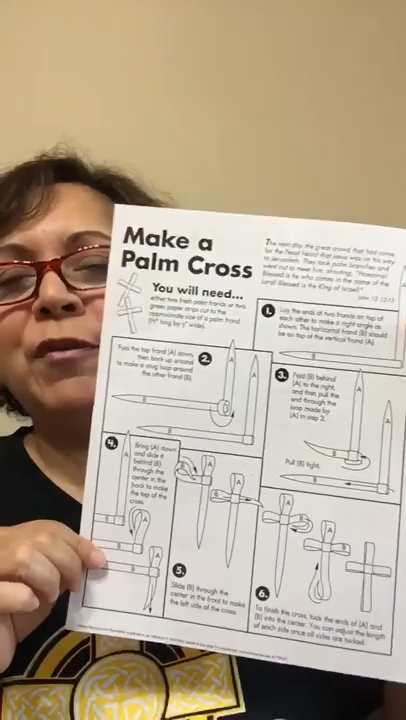 Make a
Palm Cross
The next day the great crowd that had come
for the Feast heard that Jesus was on his way
to Jerusalem. They took palm branches and
went out to meet him, shouting, "Hosanna!
Blessed is he who comes in the name of the
Lord! Blessed is the King of Israel!"
John 12:12-13
You will need...
either two fresh palm fronds or two
green paper strips cut to the
approximate size of a palm frond
long by wide).
1.
Lay the ends of two fronds on top of
each other to make a right angle as
shown. The horizontal frond (B) should
be on top of the vertical frond (A).
B
Fold the top frond (A) down,
then back up around
to make a snug loop around
the other frond (B).
2.
A
B
B
3.
Fold (B) behind
(A) to the right,
and then pull the
end through the
loop made by
(A) in step 2.
Pull (B) tight.
A
A
4.
Bring (A) down
and slide it
behind (B)
through the
center in the
back to make
the top of the
cross.
A
B
A
B
A
B
5.
Slide (B) through the
center in the front to make
the left side of the cross.
A
B
A
B
6.
To finish the cross, tuck the ends of (A) and
(B) into the center. You can adjust the length
of each side once all sides are tucked.
A
B
A
B